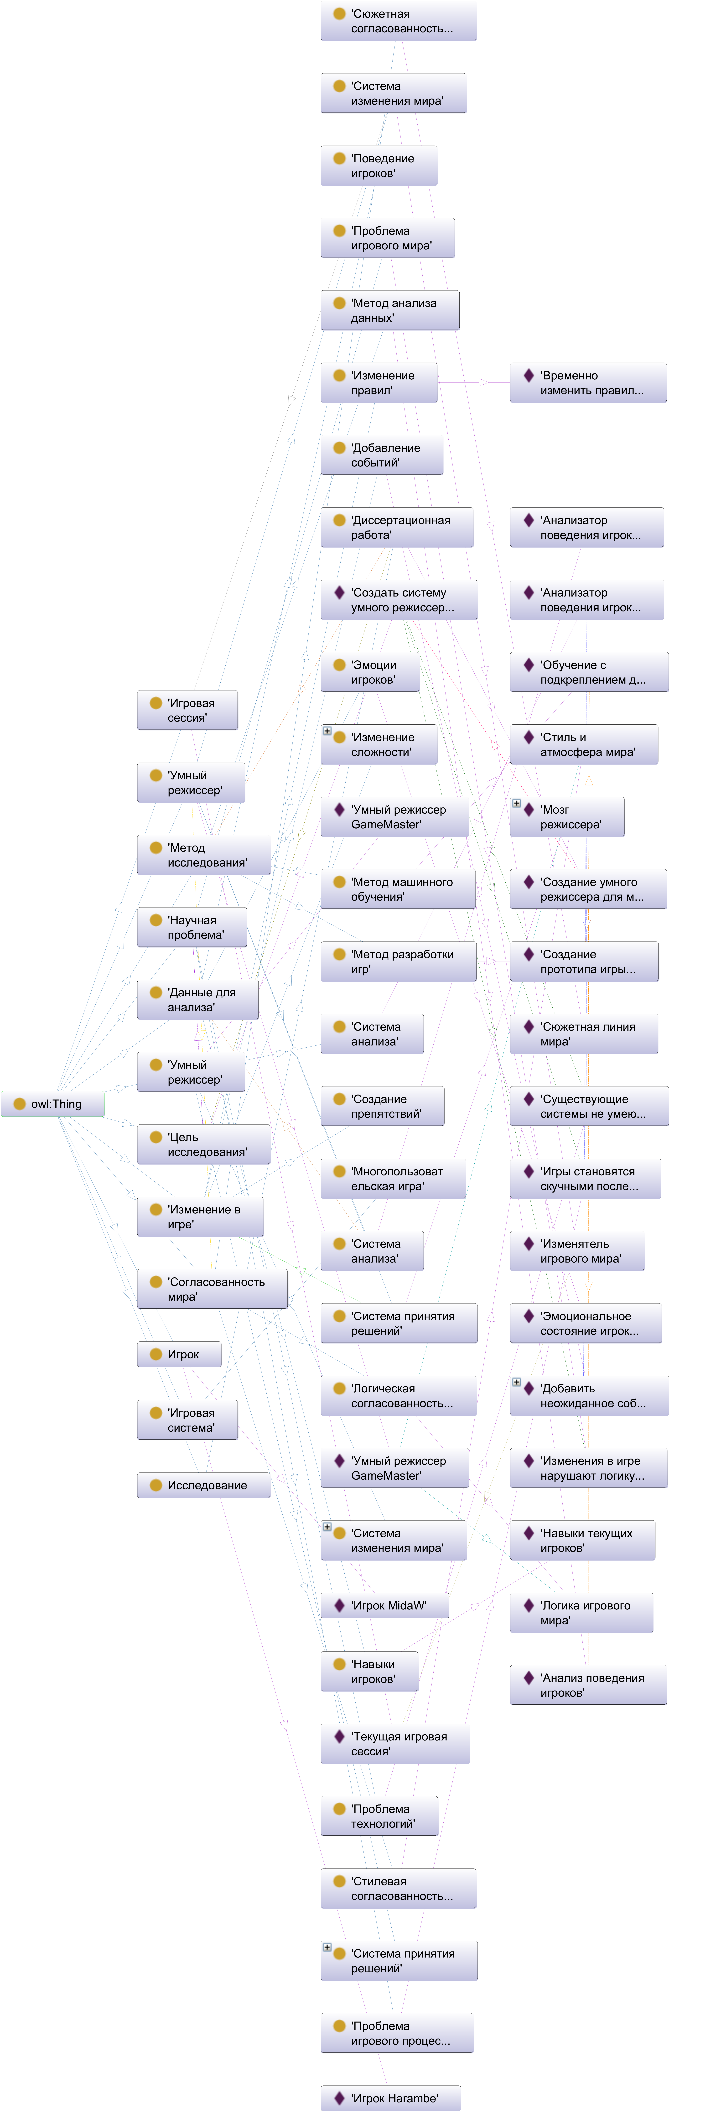 owl:Thing
'Игровая
сессия'
'Умный
режиссер'
'Метод
исследования'
'Научная
проблема'
'Данные для
анализа'
'Умный
режиссер'
'Цель
исследования'
'Изменение в
игре'
'Согласованность
мира'
Игрок
'Игровая
система'
Исследование
'Сюжетная
согласованность...
'Система
изменения мира'
'Поведение
игроков'
'Проблема
игрового мира'
'Метод анализа
данных'
'Изменение
правил'
'Добавление
событий'
'Диссертационная
работа'
'Создать систему
умного режиссер...
'Эмоции
игроков'
'Изменение
сложности'
'Умный режиссер
GameMaster'
'Метод машинного
обучения'
'Метод разработки
игр'
'Система
анализа'
'Создание
препятствий'
'Многопользоват
ельская игра'
'Система
анализа'
'Система принятия
решений'
'Логическая
согласованность...
'Умный режиссер
GameMaster'
'Система
изменения мира'
'Игрок MidaW'
'Навыки
игроков'
'Текущая игровая
сессия'
'Проблема
технологий'
'Стилевая
согласованность...
'Система принятия
решений'
'Проблема
игрового процес...
'Игрок Harambe'
'Временно
изменить правил...
'Анализатор
поведения игрок...
'Анализатор
поведения игрок...
'Обучение с
подкреплением д...
'Стиль и
атмосфера мира'
'Мозг
режиссера'
'Создание умного
режиссера для м...
'Создание
прототипа игры...
'Сюжетная линия
мира'
'Существующие
системы не умею...
'Игры становятся
скучными после...
'Изменятель
игрового мира'
'Эмоциональное
состояние игрок...
'Добавить
неожиданное соб...
'Изменения в игре
нарушают логику...
'Навыки текущих
игроков'
'Логика игрового
мира'
'Анализ поведения
игроков'